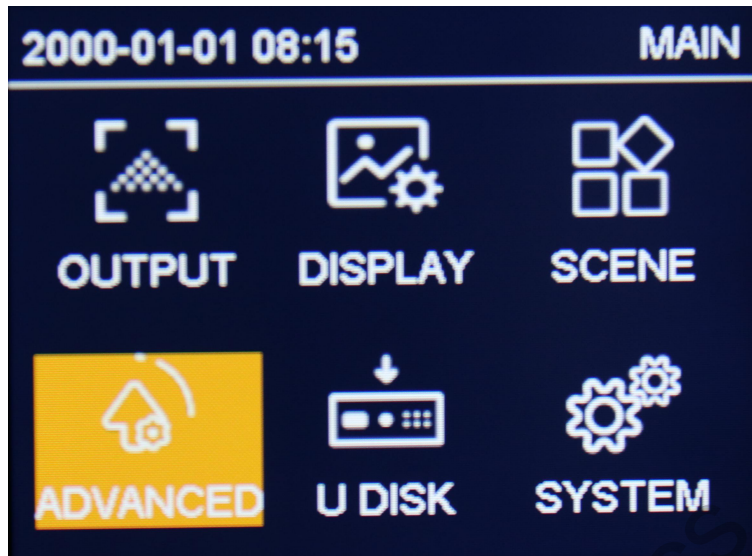 2000-01-01 08:15 MAIN
OUTPUT DISPLAY SCENE
ADVANCED U DISK SYSTEM